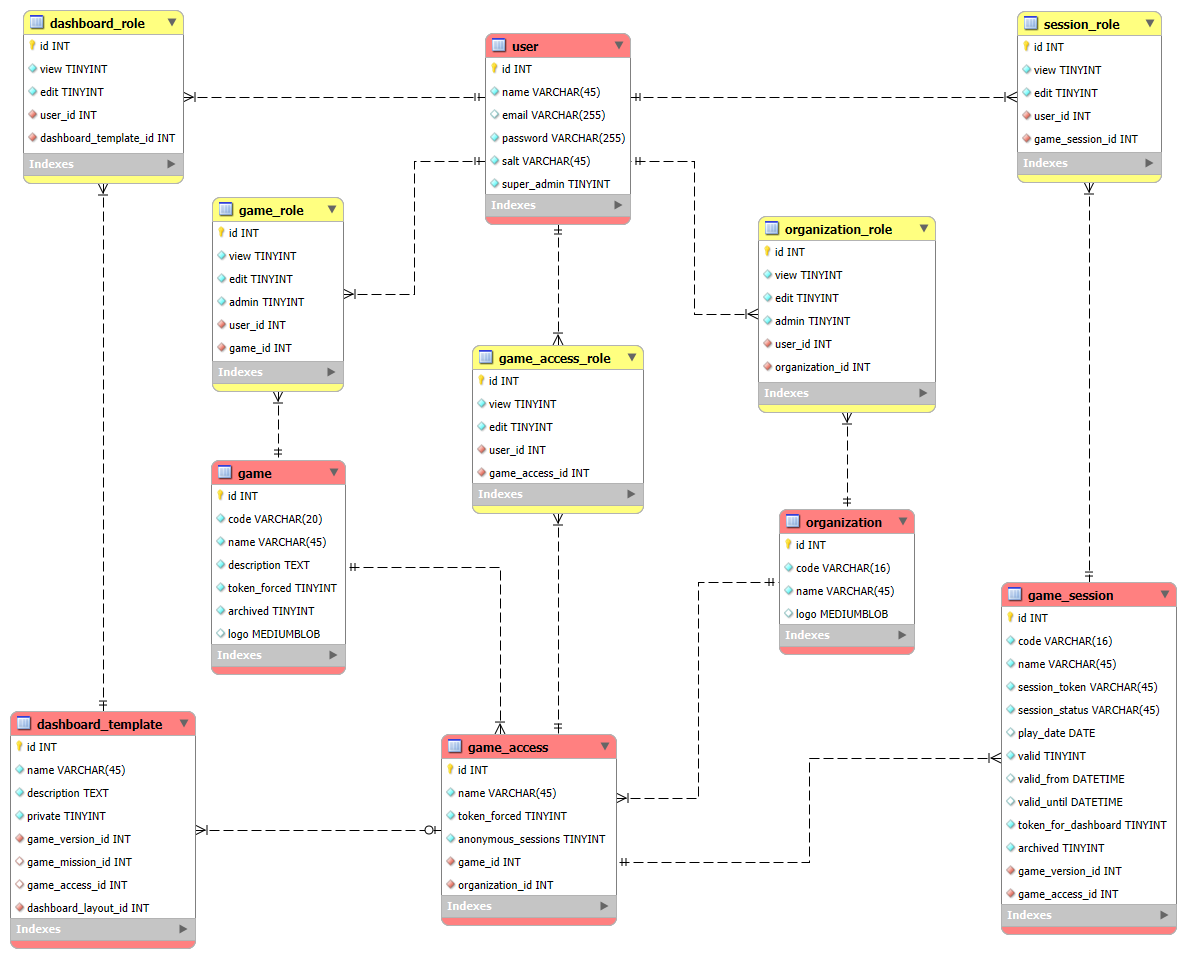 dashboard_role
id INT
view TINYINT
edit TINYINT
user_id INT
dashboard_template_id INT
Indexes
user
id INT
name VARCHAR(45)
email VARCHAR(255)
password VARCHAR(255)
salt VARCHAR(45)
super_admin TINYINT
Indexes
session_role
id INT
view TINYINT
edit TINYINT
user_id INT
game_session_id INT
Indexes
game_role
id INT
view TINYINT
edit TINYINT
admin TINYINT
user_id INT
game_id INT
Indexes
organization_role
id INT
view TINYINT
edit TINYINT
admin TINYINT
user_id INT
organization_id INT
Indexes
game_access_role
id INT
view TINYINT
edit TINYINT
user_id INT
game_access_id INT
Indexes
game
id INT
code VARCHAR(20)
name VARCHAR(45)
description TEXT
token_forced TINYINT
archived TINYINT
logo MEDIUMBLOB
Indexes
organization
id INT
code VARCHAR(16)
name VARCHAR(45)
logo MEDIUMBLOB
Indexes
game_session
id INT
code VARCHAR(16)
name VARCHAR(45)
session_token VARCHAR(45)
session_status VARCHAR(45)
play_date DATE
valid TINYINT
valid_from DATETIME
valid_until DATETIME
token_for_dashboard TINYINT
archived TINYINT
game_version_id INT
game_access_id INT
Indexes
dashboard_template
id INT
name VARCHAR(45)
description TEXT
private TINYINT
game_version_id INT
game_mission_id INT
game_access_id INT
dashboard_layout_id INT
Indexes
game_access
id INT
name VARCHAR(45)
token_forced TINYINT
anonymous_sessions TINYINT
game_id INT
organization_id INT
Indexes